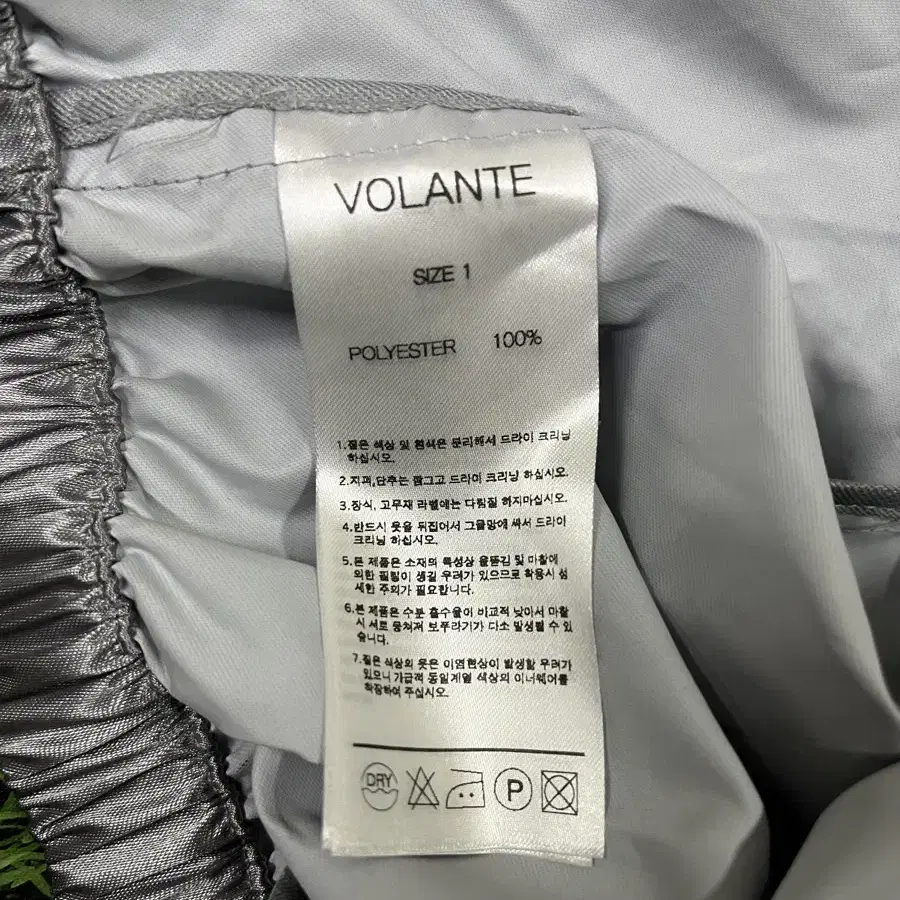 VOLANTE
SIZE 1
POLYESTER 100%
1.짙은 색상 및 흰색은 분리해서 드라이 크리닝
하십시오.
2.지퍼,단추는 잠그고 드라이 크리닝 하십시오.
3.장식, 고무재 라벨에는 다림질 하지마십시오.
4.반드시 옷을 뒤집어서 그물망에 싸서 드라이
크리닝 하십시오.
5.본 제품은 소재의 특성상 올뜯김 및 마찰에
의한 필링이 생길 우려가 있으므로 착용시 섬
세한 주의가 필요합니다.
6.본 제품은 수분 흡수율이 비교적 낮아서 마찰
시 서로 뭉쳐져 보푸라기가 다소 발생될 수 있
습니다.
7.짙은 색상의 옷은 이염현상이 발생할 우려가
있으니 가급적 동일계열 색상의 이너웨어를
착장하여 주십시오.
DRY P